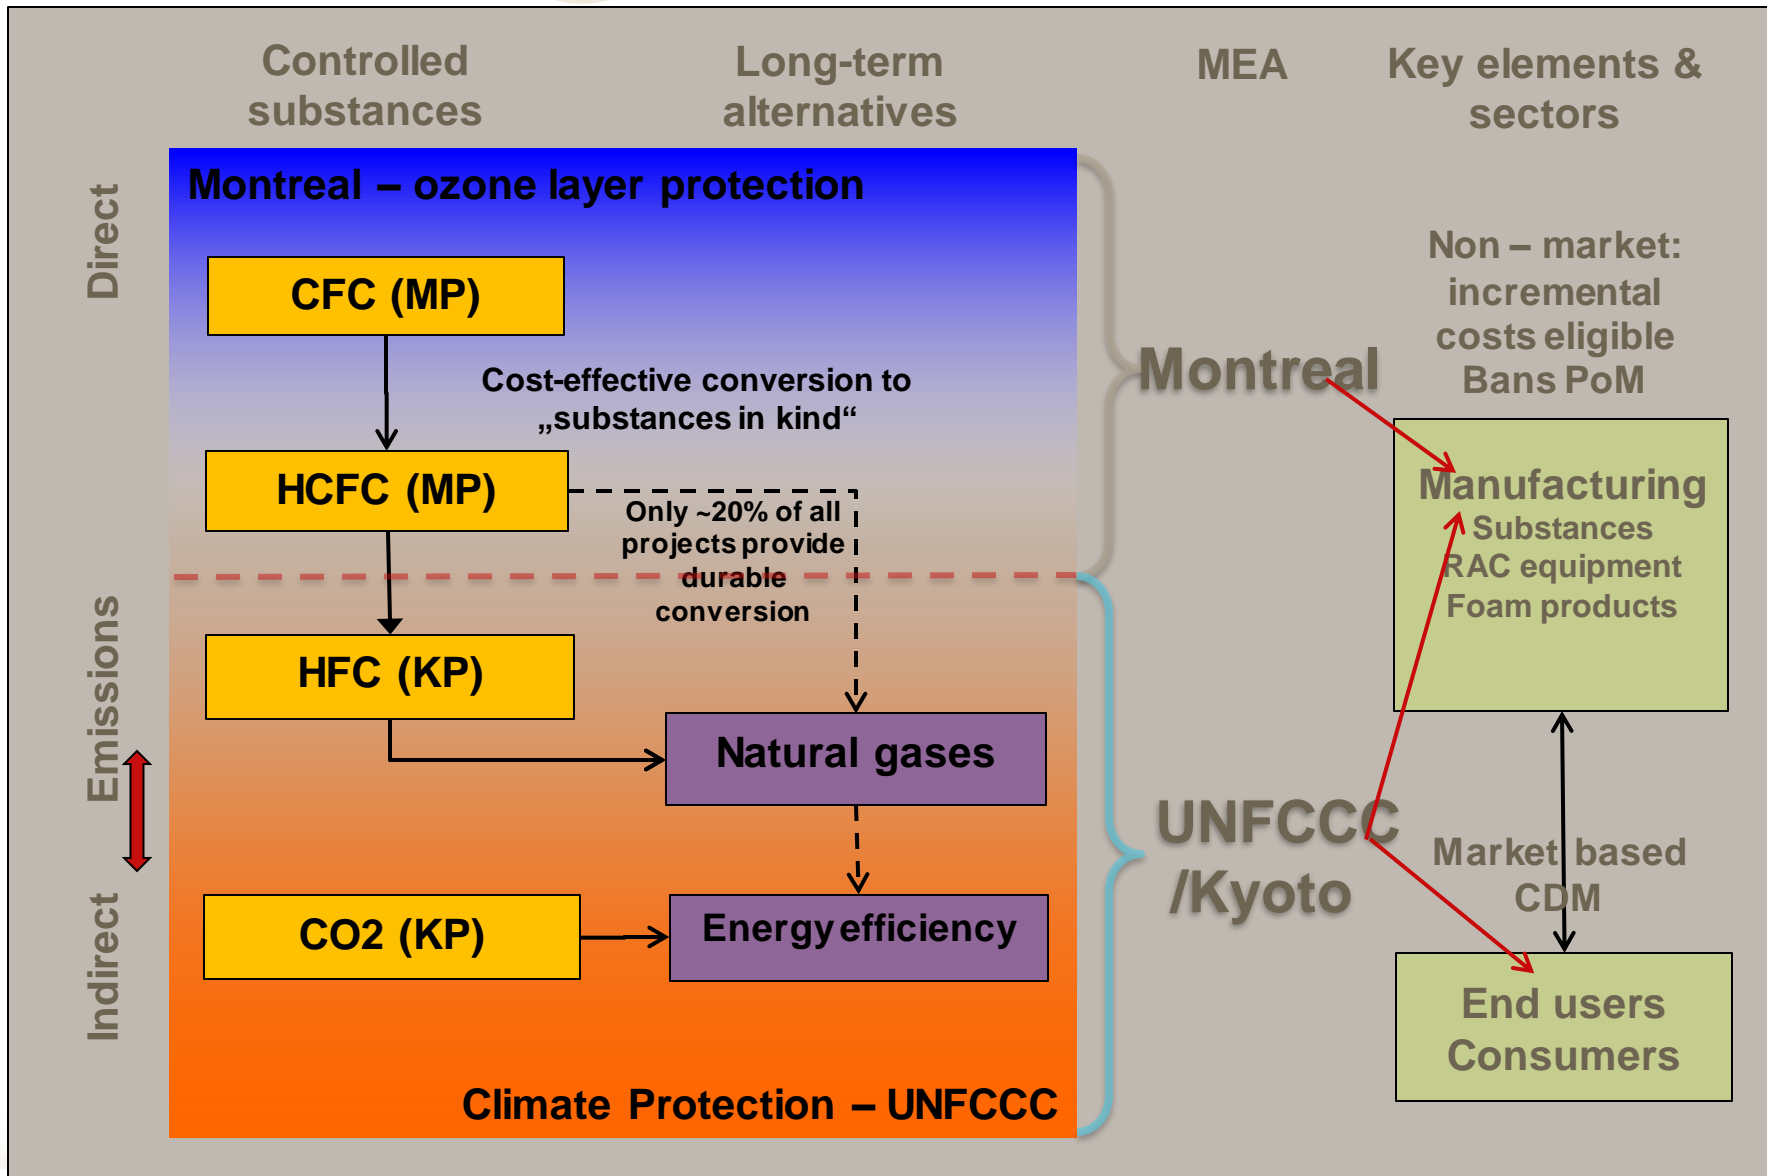 Controlled
substances
Long-term
alternatives
MEA
Key elements &
sectors
Direct
Emissions
Indirect
Montreal – ozone layer protection
CFC (MP)
Cost-effective conversion to
„substances in kind“
HCFC (MP)
Only ~20% of all
projects provide
durable
conversion
HFC (KP)
Natural gases
CO2 (KP)
Energy efficiency
Climate Protection – UNFCCC
Montreal
UNFCCC
/Kyoto
Non – market:
incremental
costs eligible
Bans PoM
Manufacturing
Substances
RAC equipment
Foam products
Market based
CDM
End users
Consumers